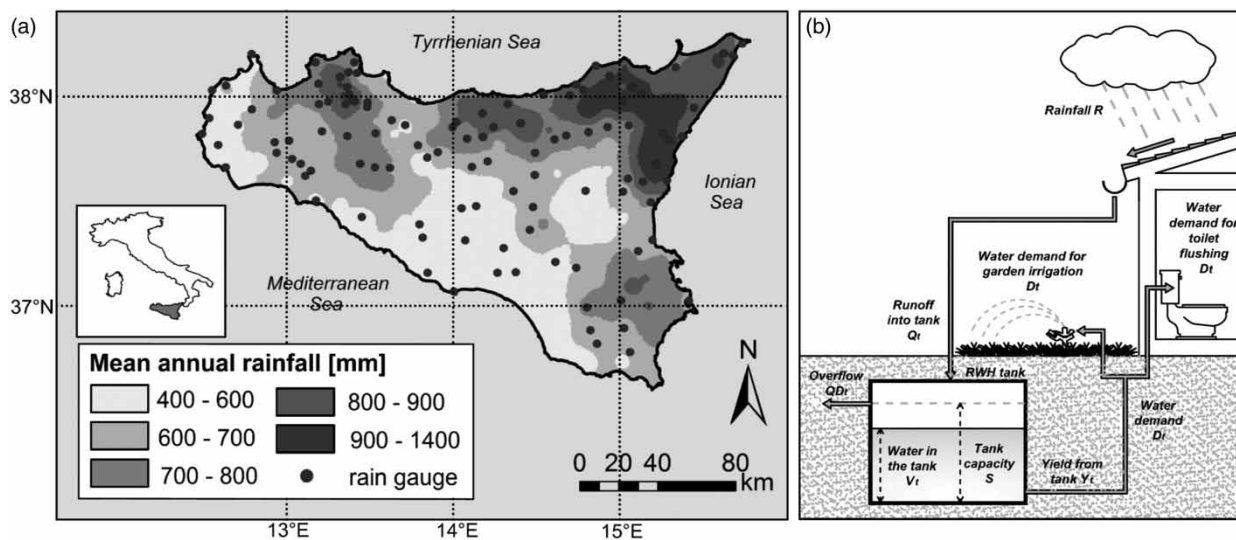 (a)
Tyrrhenian Sea
38°N
Ionian
Sea
Mediterranean
Sea
37°N
Mean annual rainfall [mm]
400 - 600
600 - 700
700 - 800
800 - 900
900 - 1400
rain gauge
N
0 20 40 80
km
13°E
14°E
15°E
(b)
Rainfall R
Water
demand for
toilet
flushing
Dt
Water demand for
garden irrigation
Dt
Runoff
into tank
Qt
RWH tank
Overflow
QDt
Water
demand
Dt
Water in
the tank
Vt
Tank
capacity
S
Yield from
tank Yt